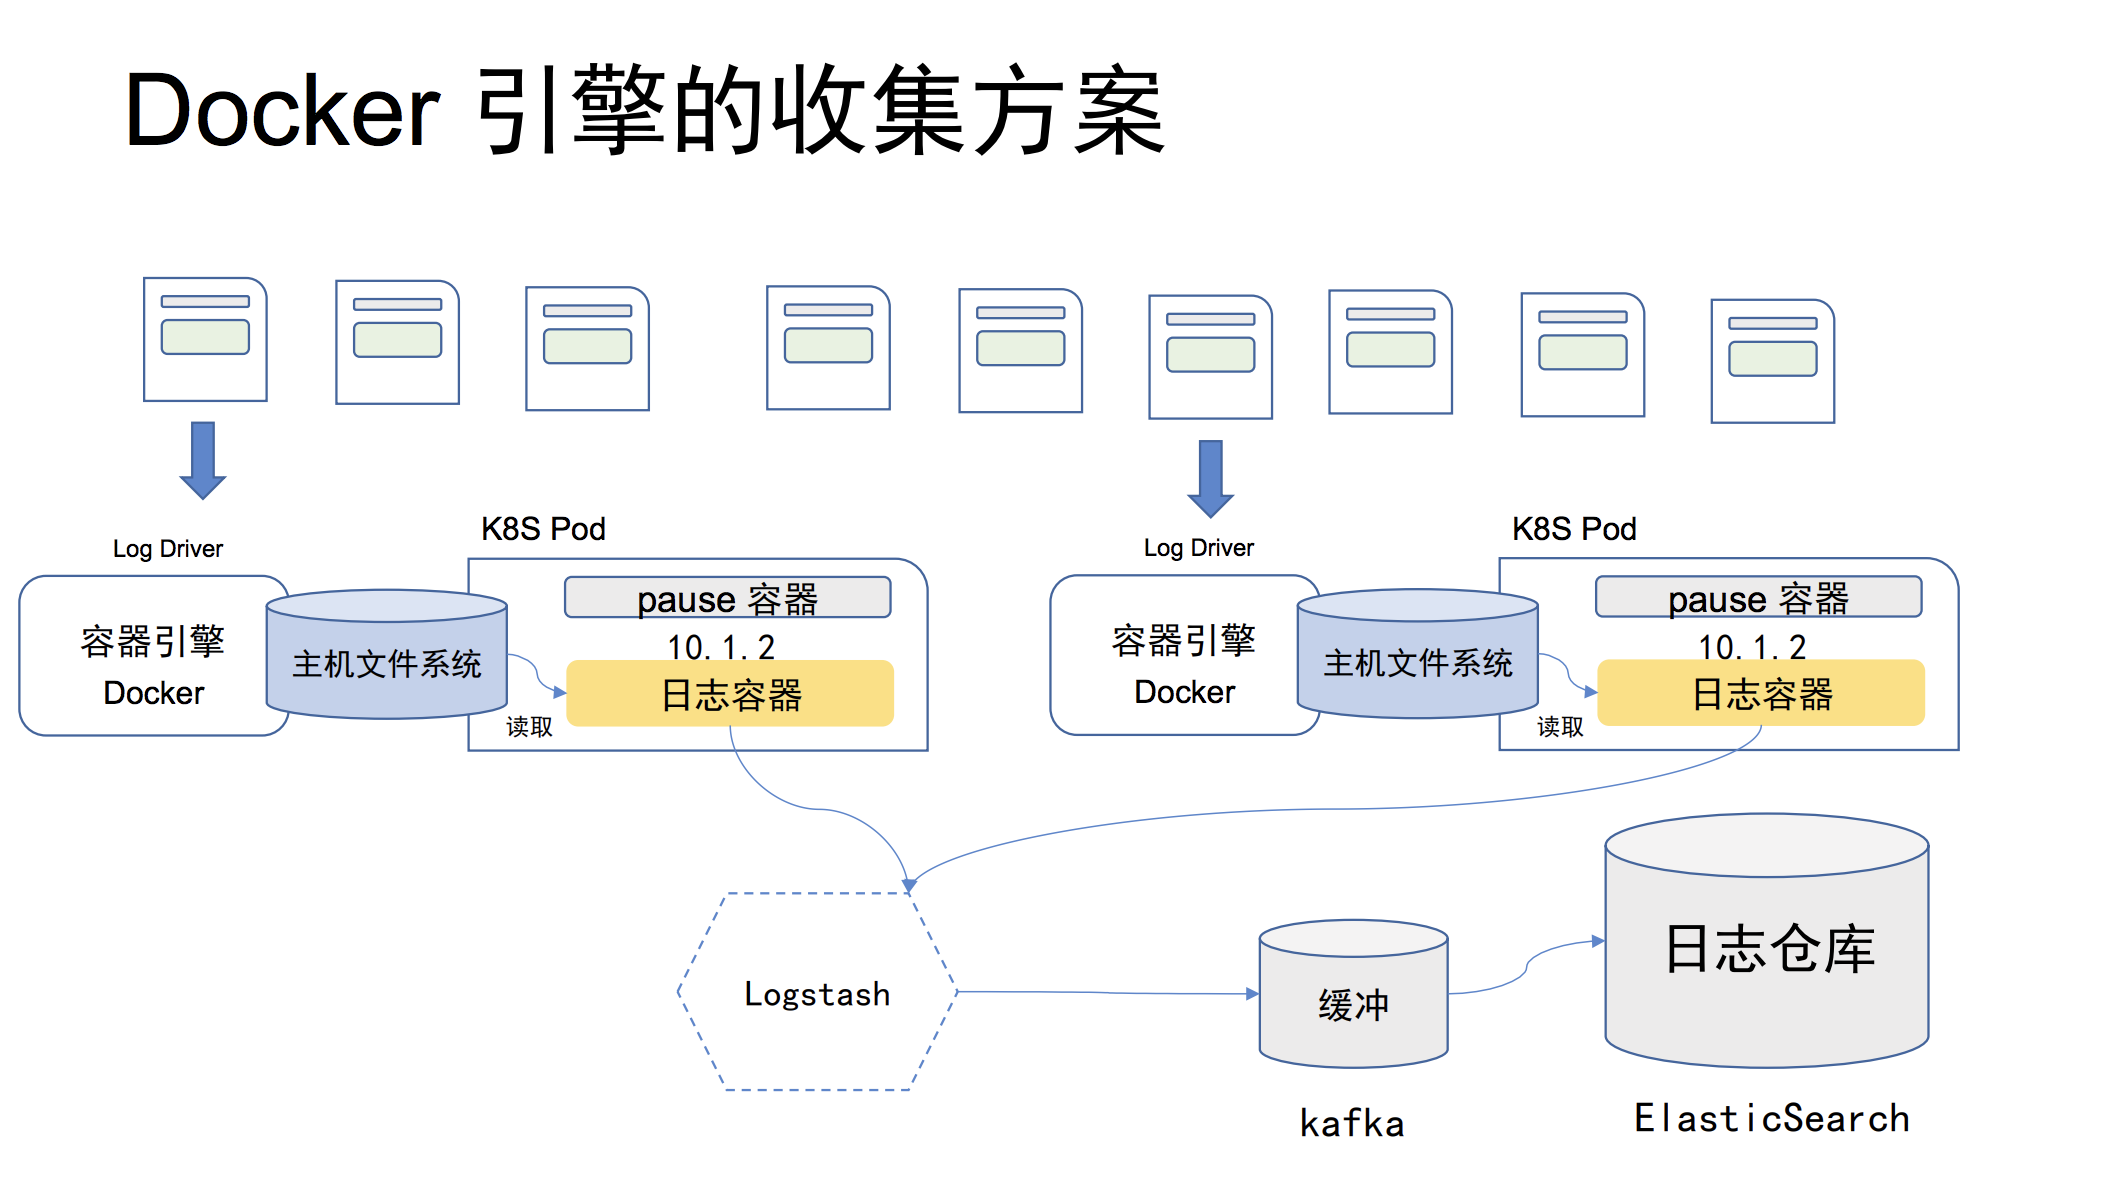 Docker 引擎的收集方案
K8S Pod
K8S Pod
Log Driver
Log Driver
pause 容器
pause 容器
容器引擎
Docker
主机文件系统
10.1.2
日志容器
读取
容器引擎
Docker
主机文件系统
10.1.2
日志容器
读取
Logstash
缓冲
日志仓库
kafka
ElasticSearch